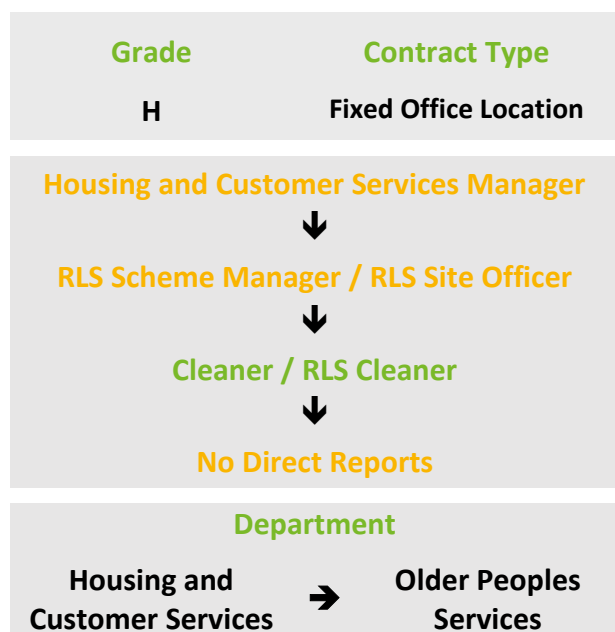 Grade Contract Type
H Fixed Office Location
Housing and Customer Services Manager
RLS Scheme Manager / RLS Site Officer
Cleaner / RLS Cleaner
No Direct Reports
Department
Housing and Older Peoples
Customer Services Services